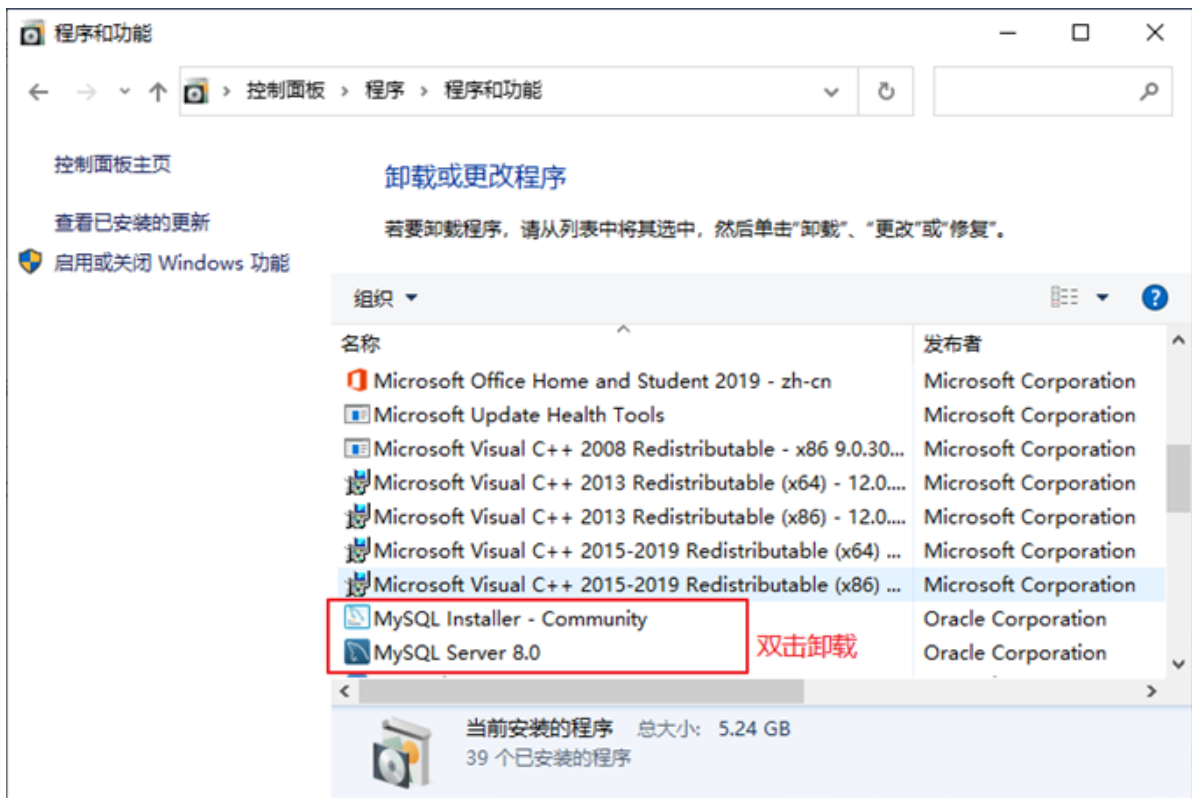 程序和功能
控制面板 › 程序 › 程序和功能
控制面板主页
查看已安装的更新
启用或关闭 Windows 功能
卸载或更改程序
若要卸载程序，请从列表中将其选中，然后单击“卸载”、“更改”或“修复”。
组织
名称 发布者
Microsoft Office Home and Student 2019 - zh-cn Microsoft Corporation
Microsoft Update Health Tools Microsoft Corporation
Microsoft Visual C++ 2008 Redistributable - x86 9.0.30... Microsoft Corporation
Microsoft Visual C++ 2013 Redistributable (x64) - 12.0.... Microsoft Corporation
Microsoft Visual C++ 2013 Redistributable (x86) - 12.0.... Microsoft Corporation
Microsoft Visual C++ 2015-2019 Redistributable (x64) ... Microsoft Corporation
Microsoft Visual C++ 2015-2019 Redistributable (x86) ... Microsoft Corporation
MySQL Installer - Community Oracle Corporation
MySQL Server 8.0 Oracle Corporation
双击卸载
当前安装的程序 总大小: 5.24 GB
39 个已安装的程序